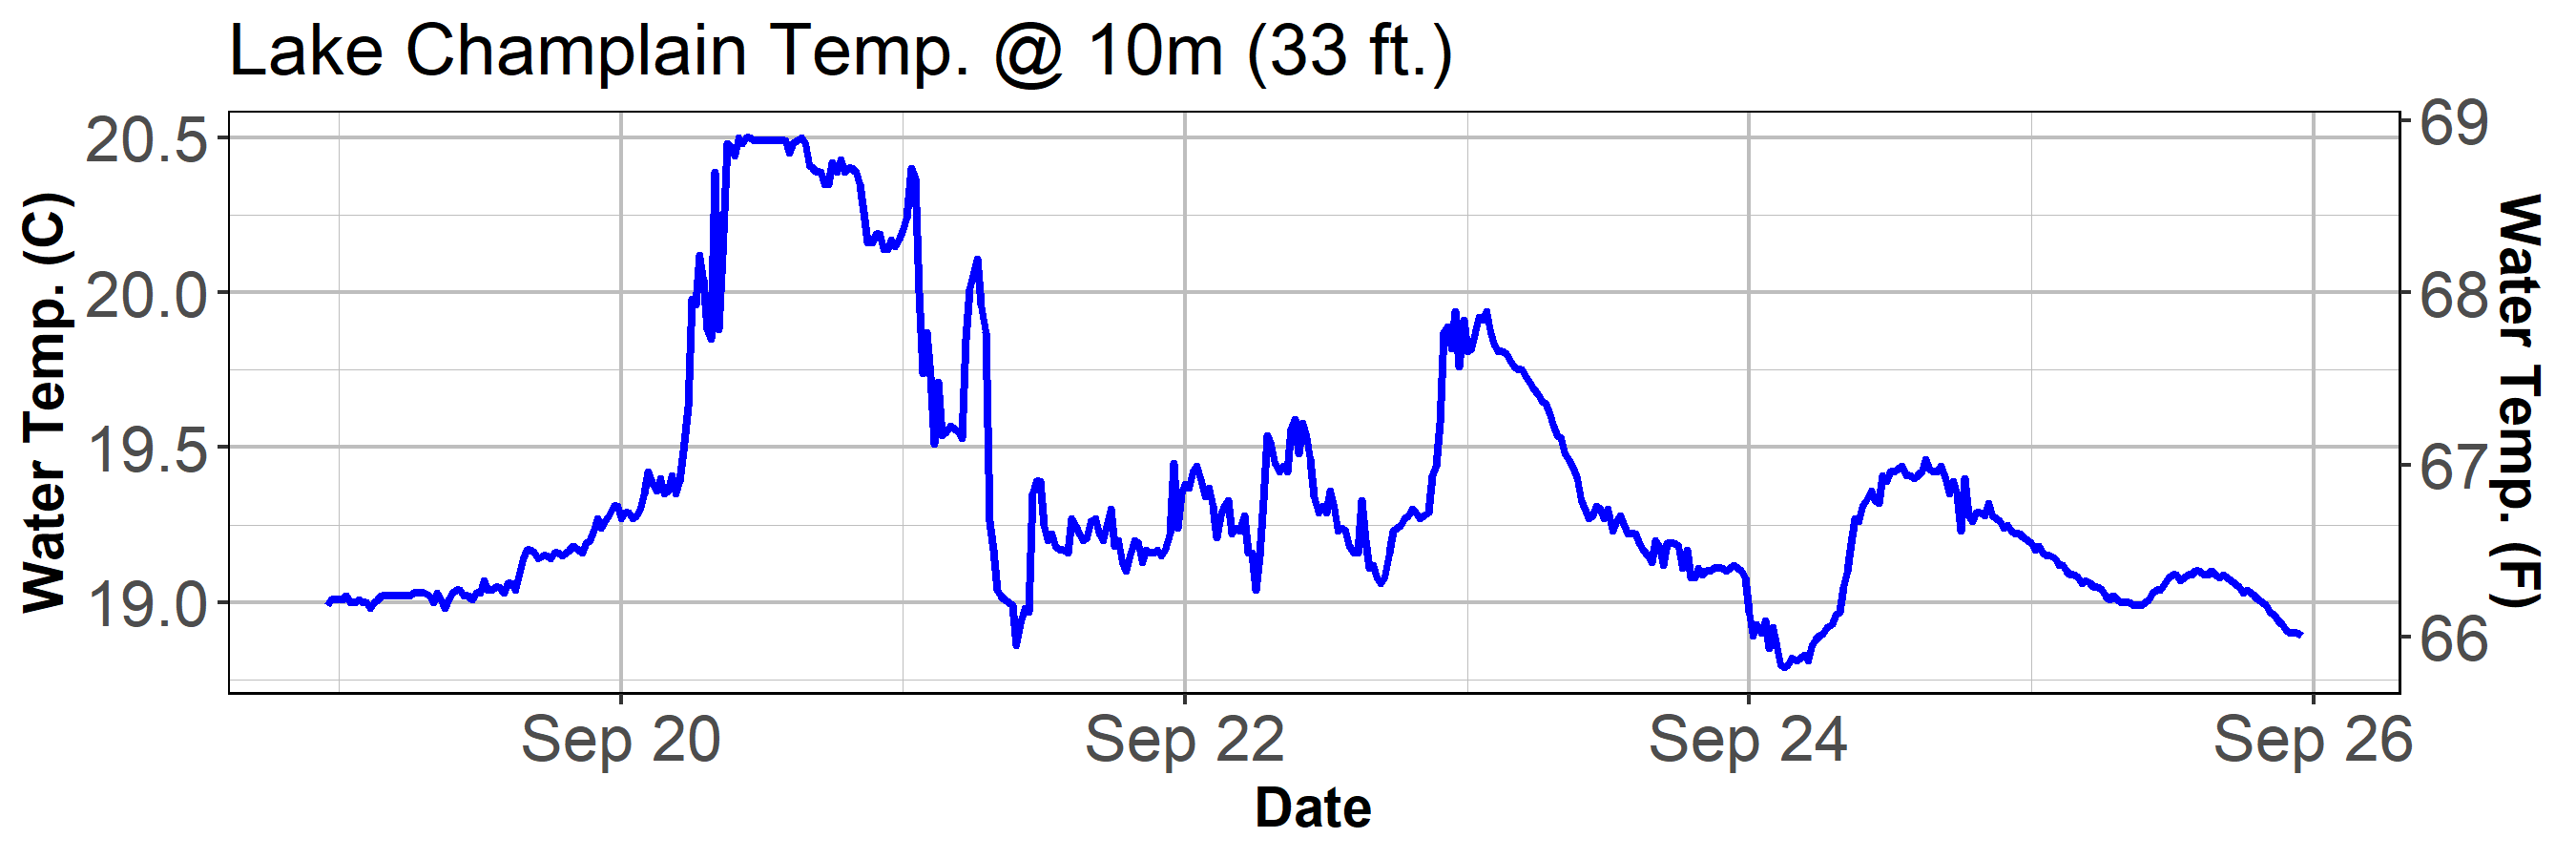 Lake Champlain Temp. @ 10m (33 ft.)
Water Temp. (C)
20.5
20.0
19.5
19.0
69
68
67
66
Water Temp. (F)
Sep 20 Sep 22 Sep 24 Sep 26
Date